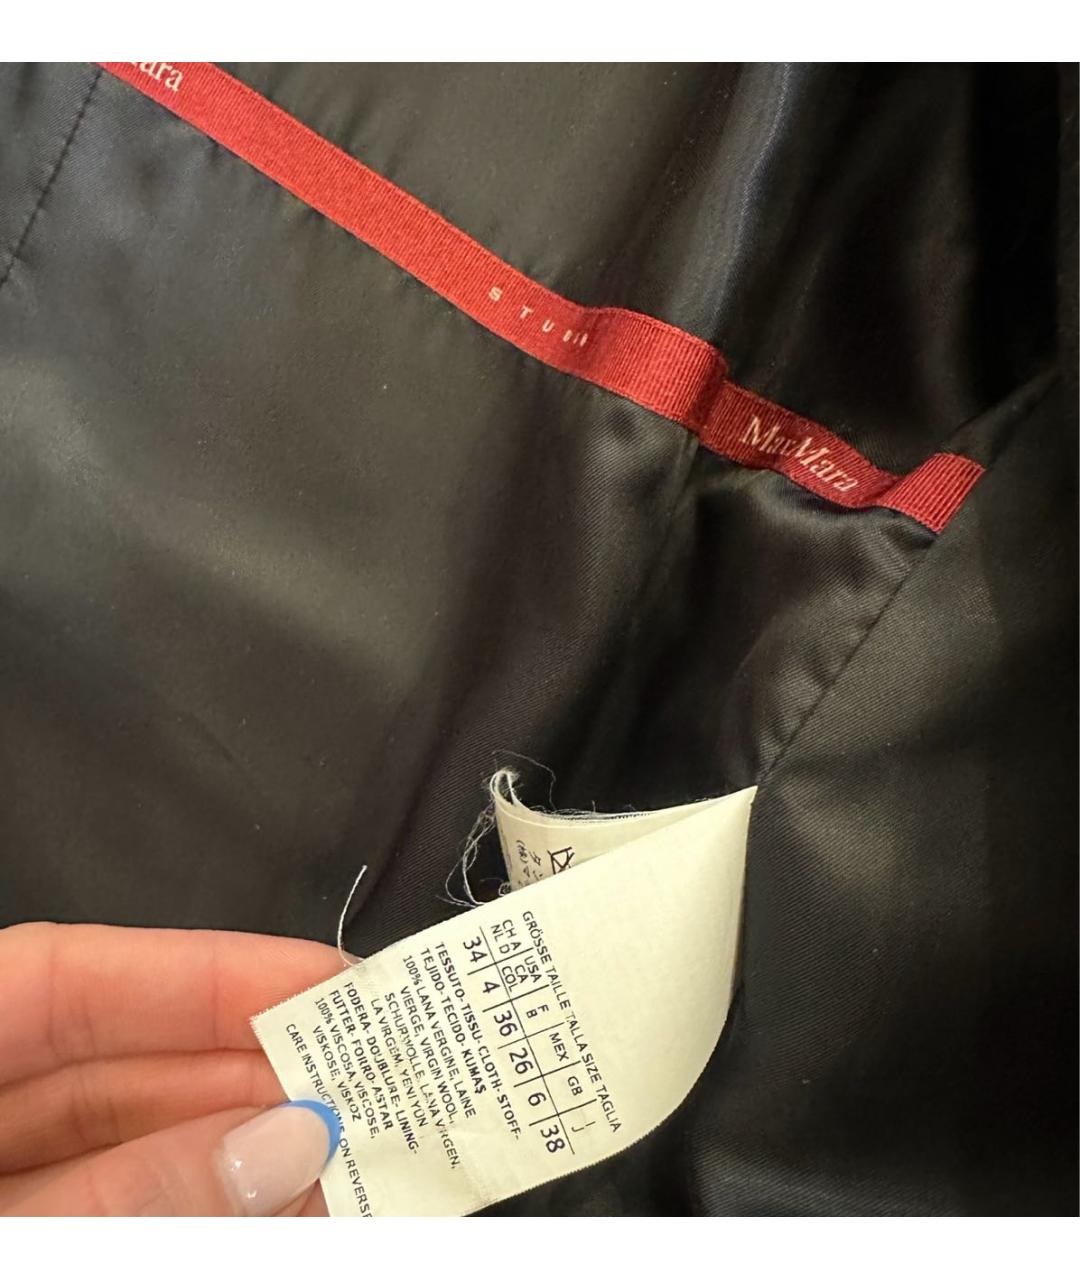 ara
STUDIO
MaxMara
GRÖSSE TAILLE TALLA SIZE TAGLIA
CH A USA F MEX GB I
NL D CA B
COL
34 4 36 26 6 38
TESSUTO-TISSU-CLOTH-STOFF-
TEJIDO-TECIDO-KUMAŞ
100% LANA VERGINE, LAINE
VIERGE, VIRGIN WOOL,
SCHURWOLLE, LANA VIRGEN,
LA VIRGEM, YENI YÜN
FODERA-DOUBLURE-LINING-
FUTTER-FORRO-ASTAR
100% VISCOSA, VISCOSE,
VISKOSE, VISKOZ
CARE INSTRUCTIONS ON REVERSE